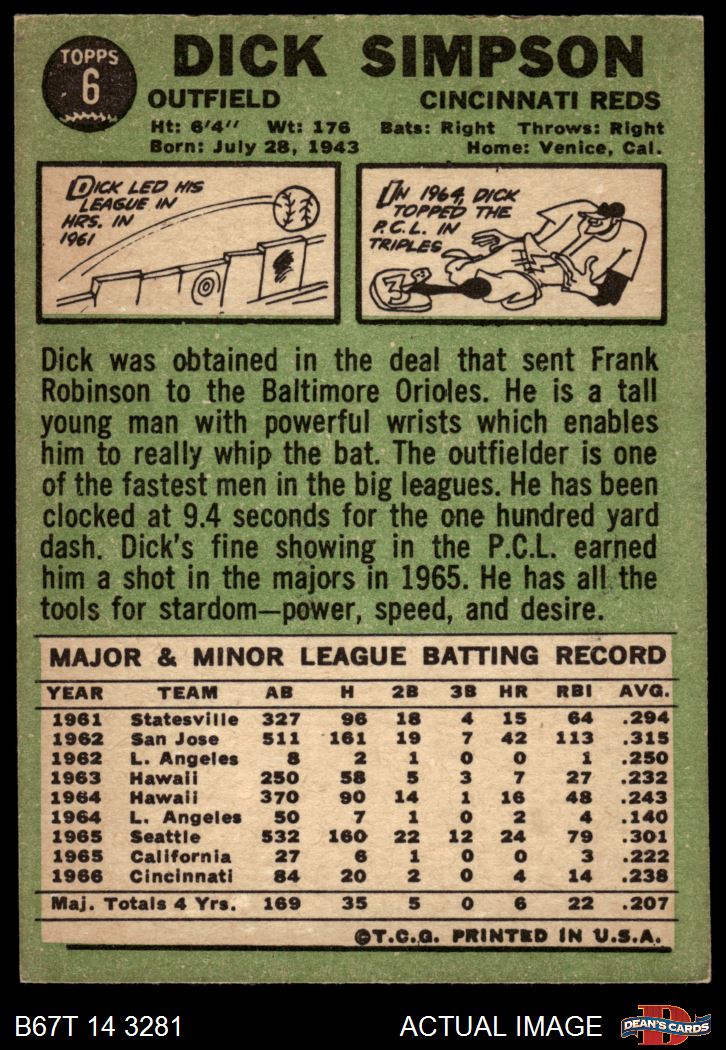 TOPPS
6
DICK SIMPSON
OUTFIELD CINCINNATI REDS
Ht: 6'4" Wt: 176 Bats: Right Throws: Right
Born: July 28, 1943 Home: Venice, Cal.
DICK LED HIS
LEAGUE IN
HRS. IN
1961
IN 1964, DICK
TOPPED THE
P.C.L. IN
TRIPLES
3
Dick was obtained in the deal that sent Frank
Robinson to the Baltimore Orioles. He is a tall
young man with powerful wrists which enables
him to really whip the bat. The outfielder is one
of the fastest men in the big leagues. He has been
clocked at 9.4 seconds for the one hundred yard
dash. Dick's fine showing in the P.C.L. earned
him a shot in the majors in 1965. He has all the
tools for stardom—power, speed, and desire.
MAJOR & MINOR LEAGUE BATTING RECORD
YEAR TEAM AB H 2B 3B HR RBI AVG.
1961 Statesville 327 96 18 4 15 64 .294
1962 San Jose 511 161 19 7 42 113 .315
1962 L. Angeles 8 2 1 0 0 1 .250
1963 Hawaii 250 58 5 3 7 27 .232
1964 Hawaii 370 90 14 1 16 48 .243
1964 L. Angeles 50 7 1 0 2 4 .140
1965 Seattle 532 160 22 12 24 79 .301
1965 California 27 6 1 0 0 3 .222
1966 Cincinnati 84 20 2 0 4 14 .238
Maj. Totals 4 Yrs. 169 35 5 0 6 22 .207
©T.C.G. PRINTED IN U.S.A.
B67T 14 3281 ACTUAL IMAGE
D
DEAN'S CARDS